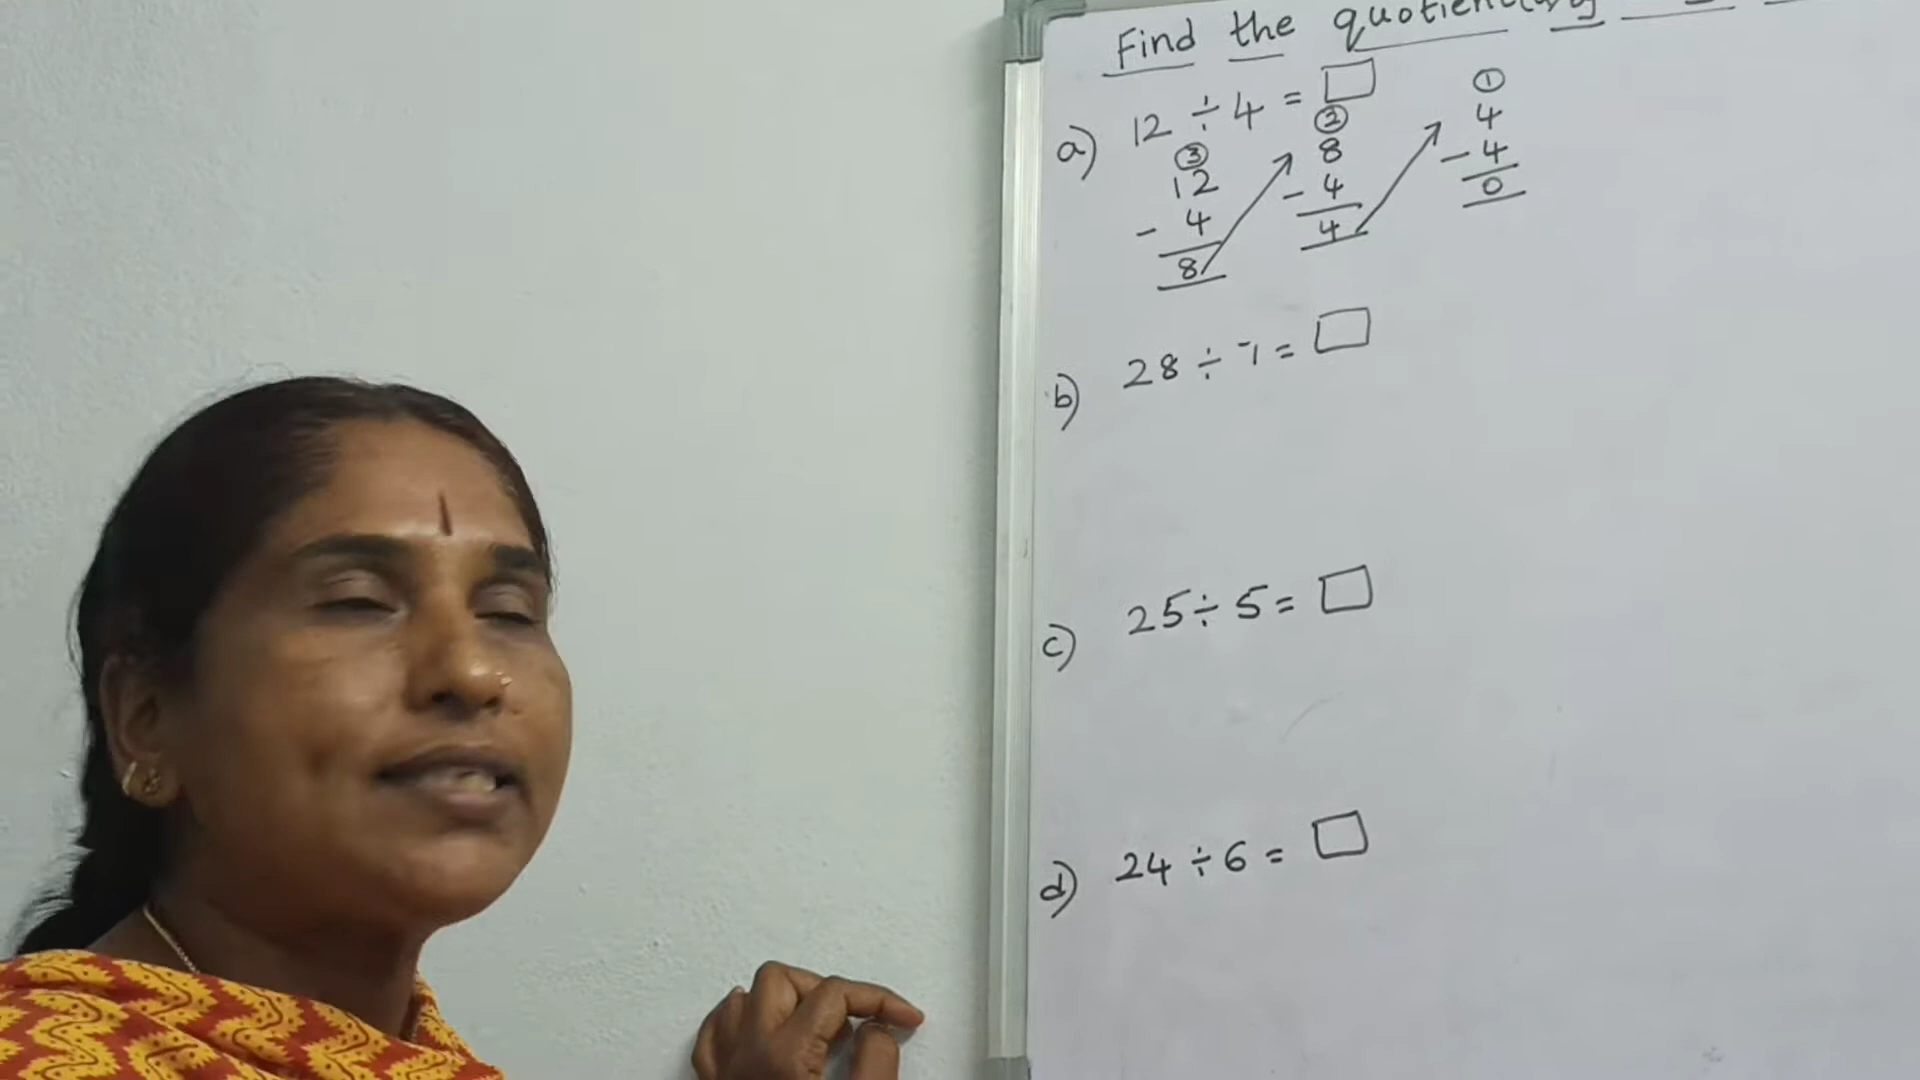 Find the quotient
a) 12 ÷ 4 = □
③ ② ①
12 8 4
- 4 - 4 - 4
8 4 0
b) 28 ÷ 7 = □
c) 25 ÷ 5 = □
d) 24 ÷ 6 = □